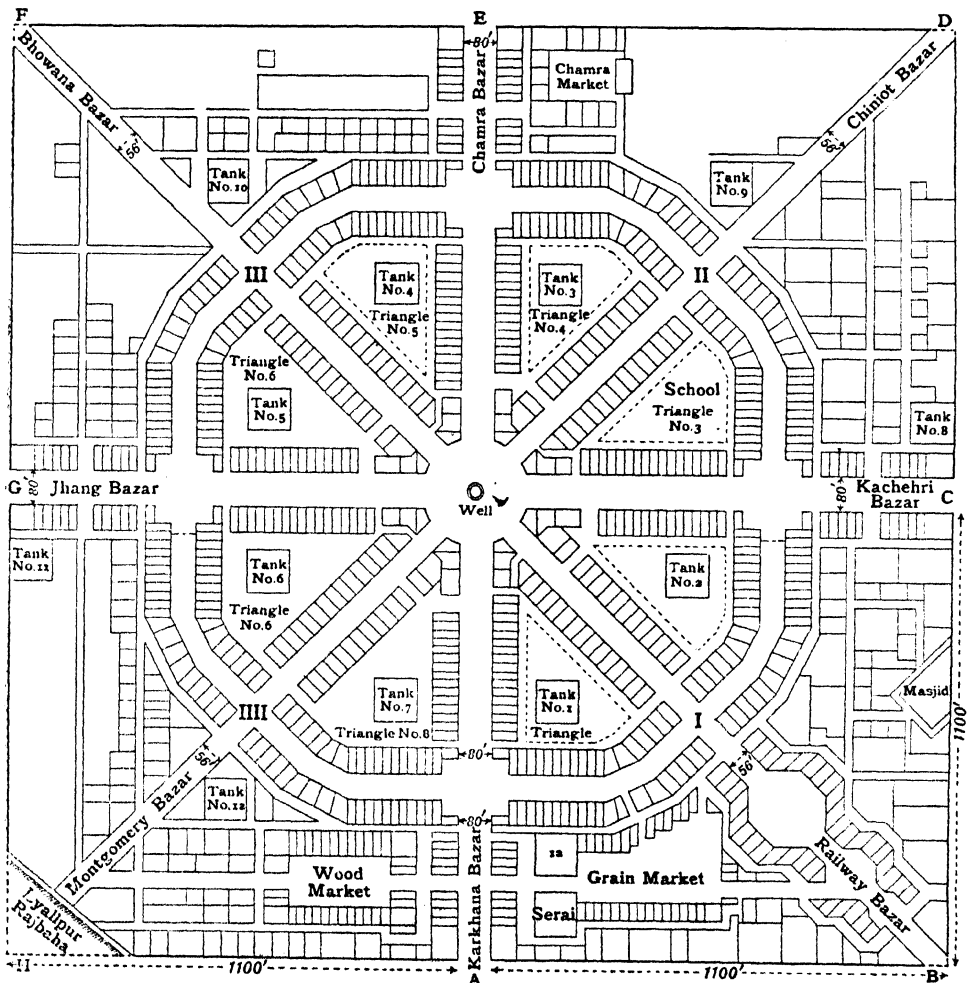 F
E
D
80'
Bhowana Bazar
Chamra Bazar
Chamra
Market
Chiniot Bazar
56'
56'
Tank
No.10
Tank
No.9
III
II
Tank
No.4
Triangle
No.5
Tank
No.3
Triangle
No.4
Triangle
No.6
Tank
No.5
School
Triangle
No.3
Tank
No.8
G
80'
Jhang Bazar
Well
80'
Kachehri
Bazar
C
Tank
No.11
Tank
No.6
Triangle
No.6
Tank
No.2
Tank
No.7
Triangle No.8
Tank
No.1
Triangle
Masjid
IIII
I
1100'
80'
56'
56'
Tank
No.12
Montgomery Bazar
80'
Karkhana Bazar
12
Wood
Market
Grain Market
Serai
Railway Bazar
Lyallpur
Rajbaha
H
1100'
A
1100'
B